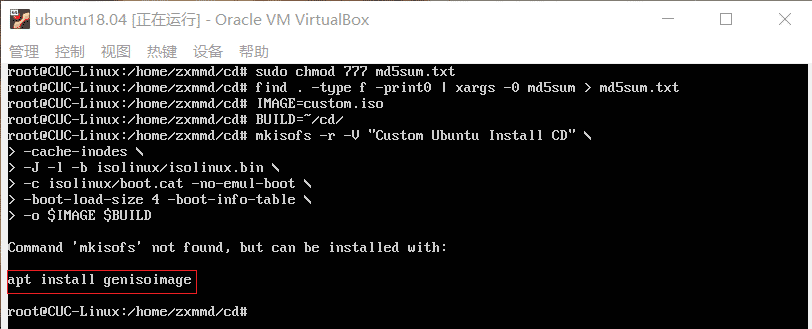 ubuntu18.04 [正在运行] - Oracle VM VirtualBox
管理 控制 视图 热键 设备 帮助
root@CUC-Linux:/home/zxmmd/cd# sudo chmod 777 md5sum.txt
root@CUC-Linux:/home/zxmmd/cd# find . -type f -print0 | xargs -0 md5sum > md5sum.txt
root@CUC-Linux:/home/zxmmd/cd# IMAGE=custom.iso
root@CUC-Linux:/home/zxmmd/cd# BUILD=~/cd/
root@CUC-Linux:/home/zxmmd/cd# mkisofs -r -V "Custom Ubuntu Install CD" \
> -cache-inodes \
> -J -l -b isolinux/isolinux.bin \
> -c isolinux/boot.cat -no-emul-boot \
> -boot-load-size 4 -boot-info-table \
> -o $IMAGE $BUILD
Command 'mkisofs' not found, but can be installed with:
apt install genisoimage
root@CUC-Linux:/home/zxmmd/cd#